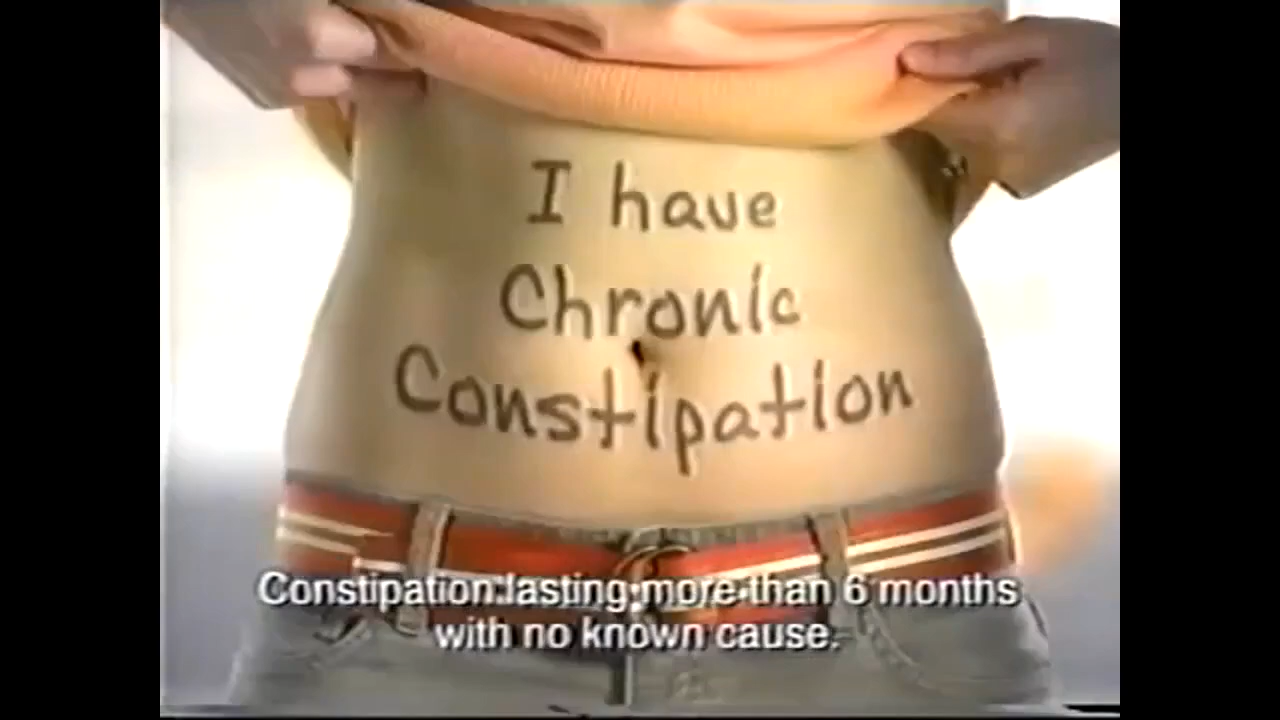 I have
Chronic
Constipation
Constipation lasting more than 6 months
with no known cause.